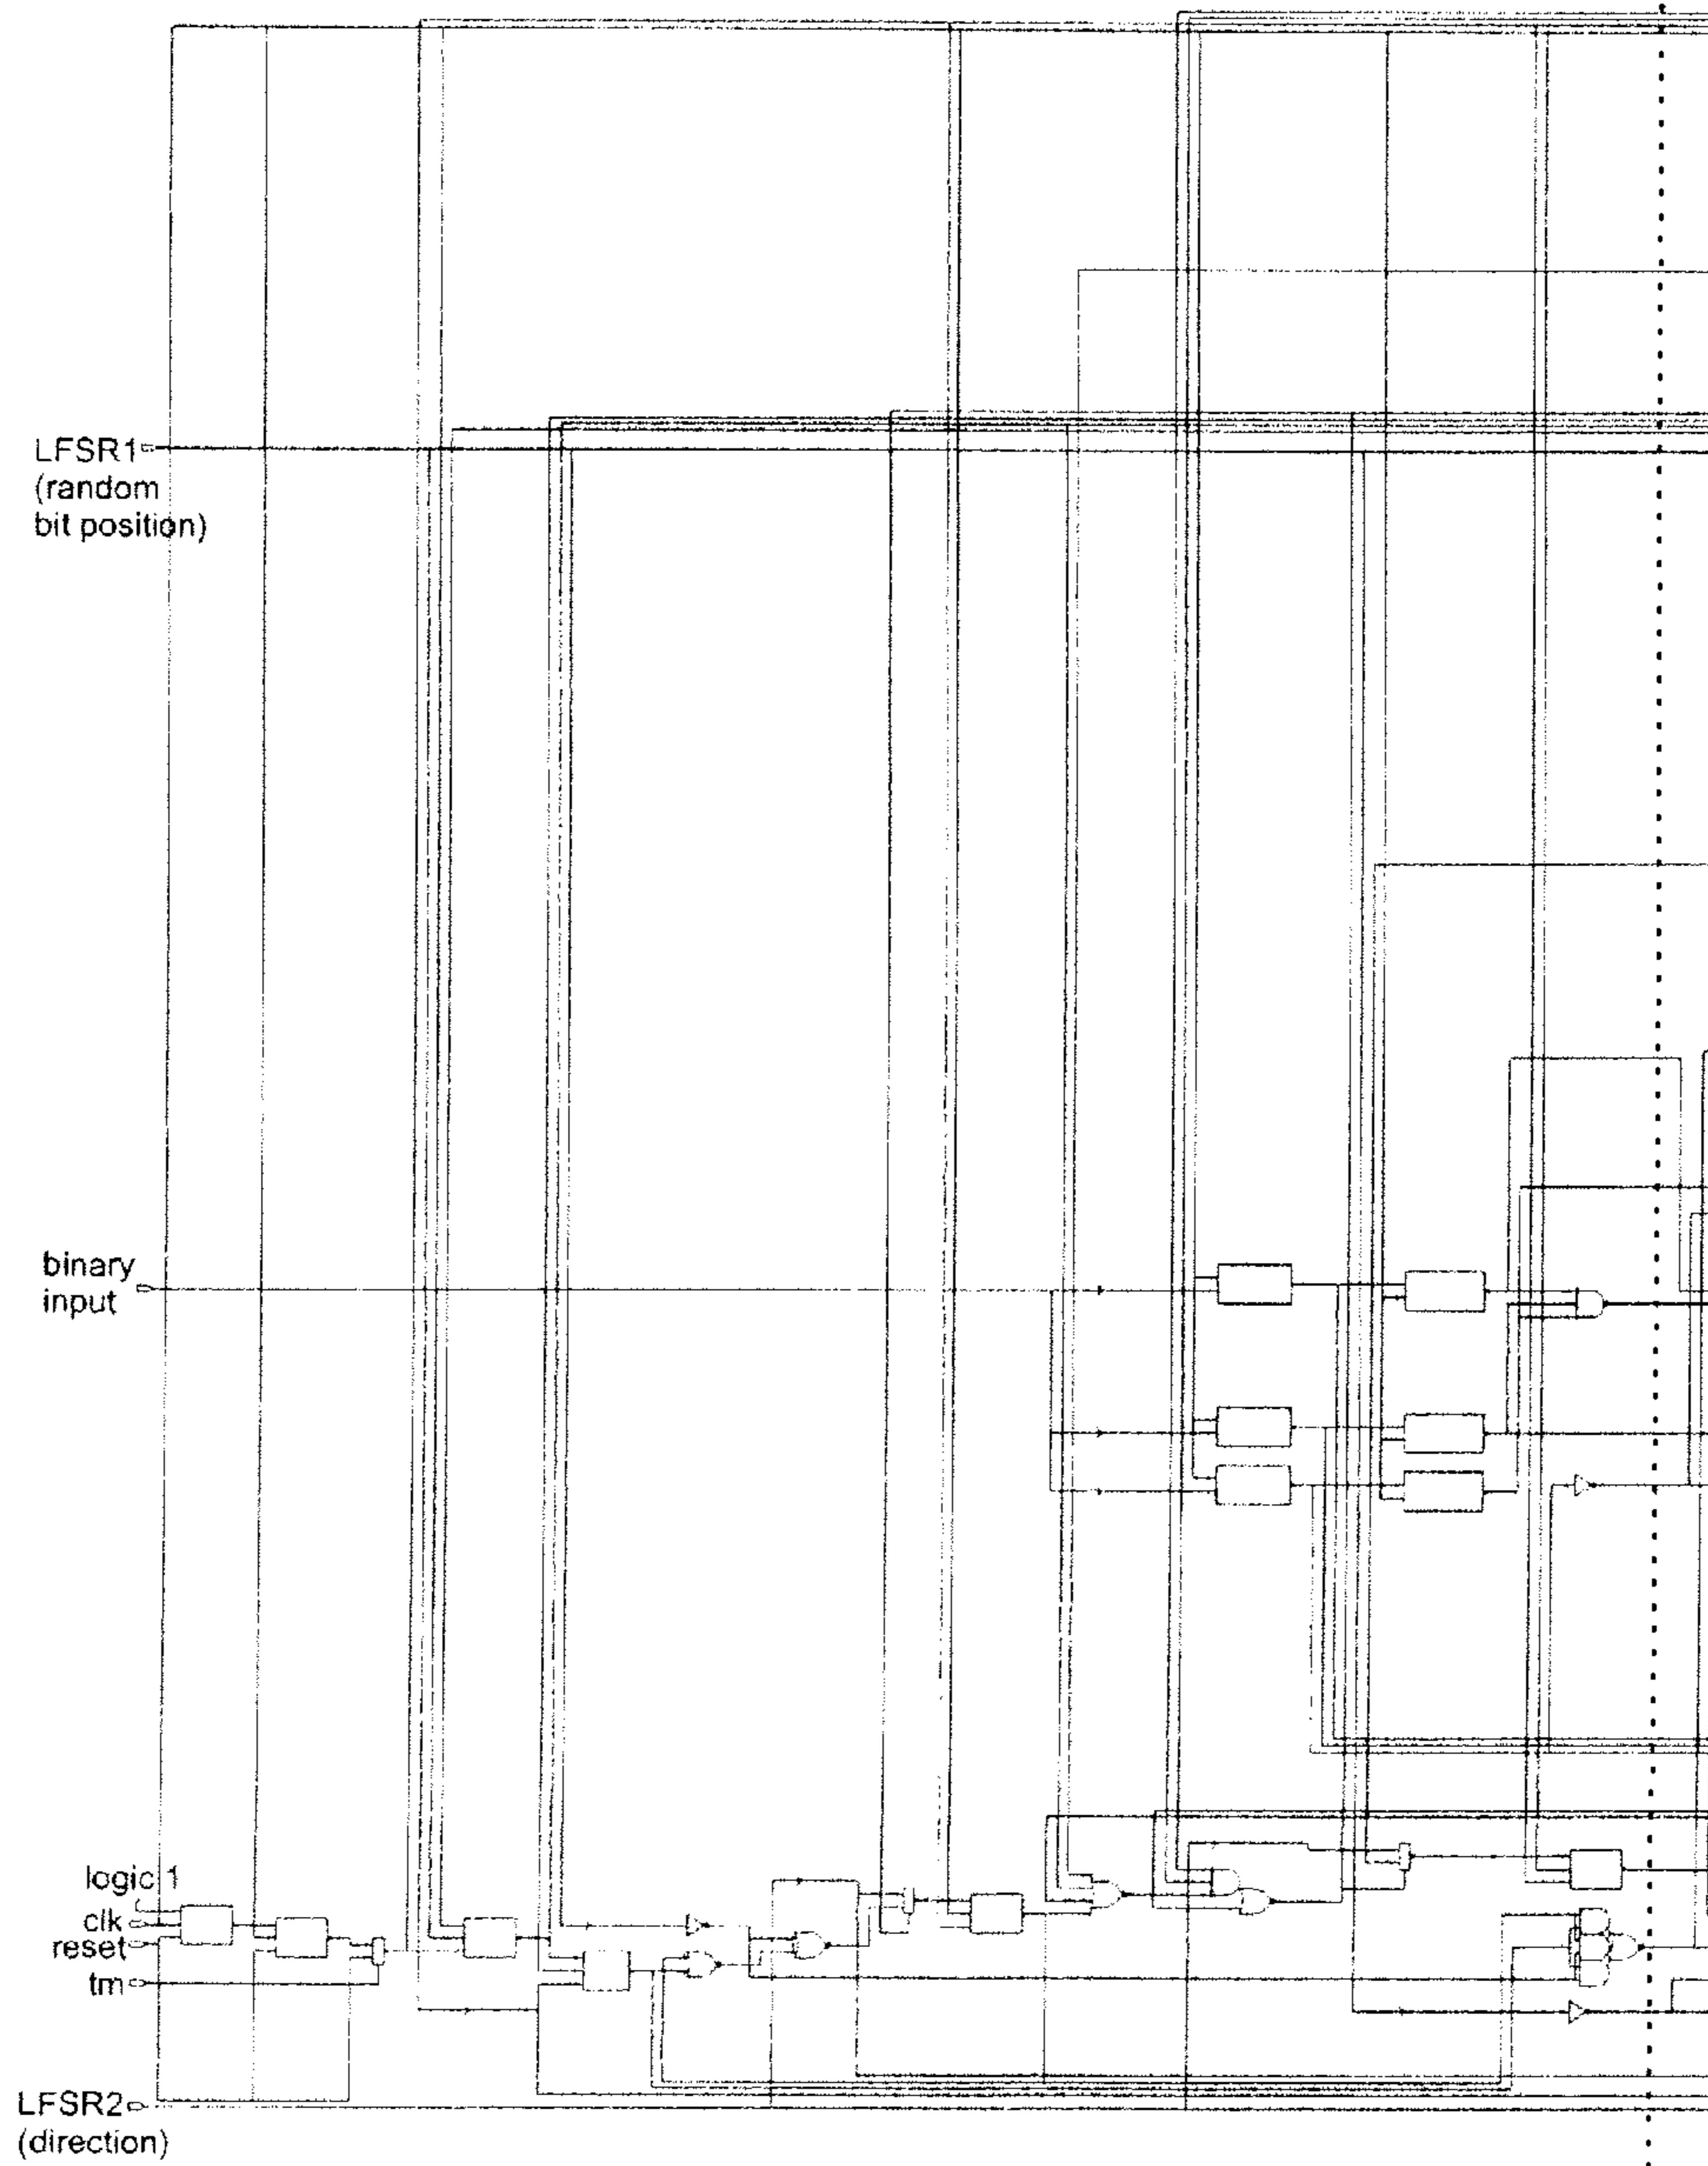 LFSR1
(random
bit position)
binary
input
logic 1
clk
reset
tm
LFSR2
(direction)